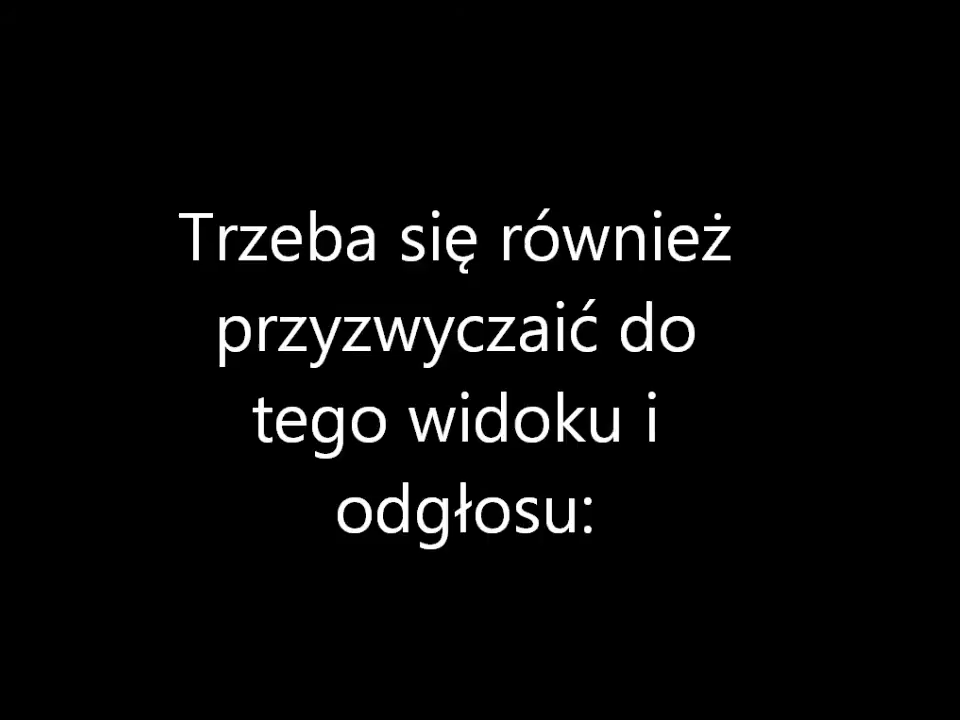 Trzeba się również
przyzwyczaić do
tego widoku i
odgłosu: